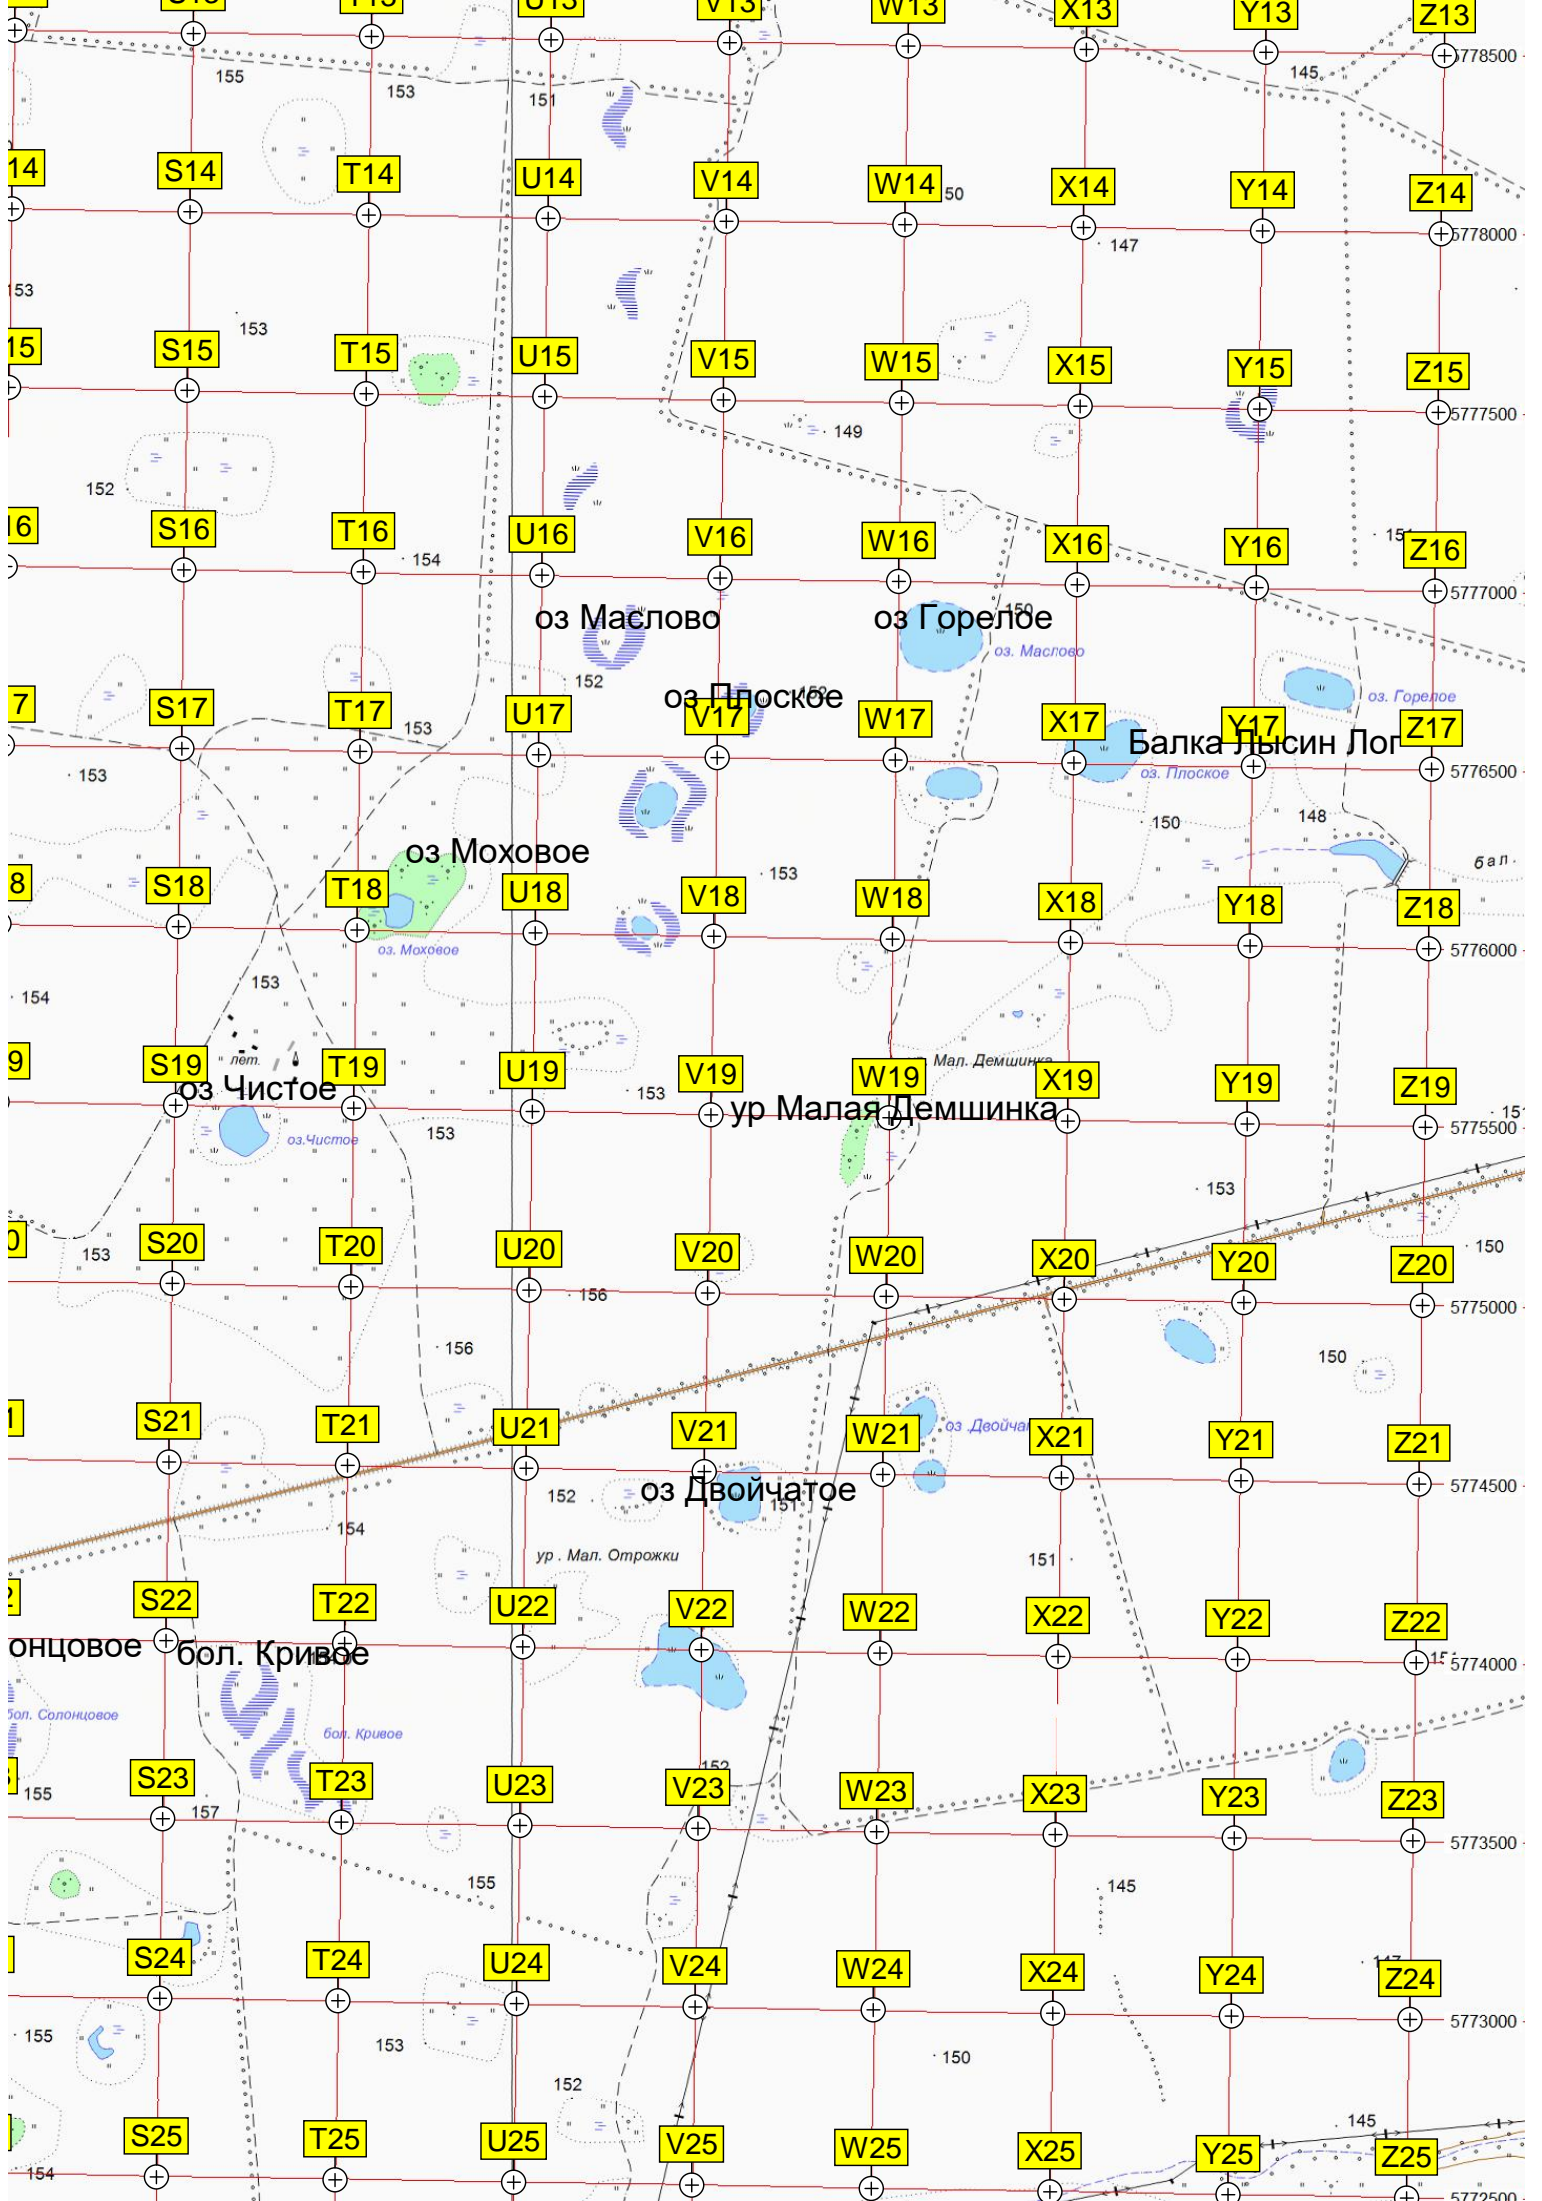 S13 T13 U13 V13 W13 X13 Y13 Z13
5778500
155 153 151 145
14 S14 T14 U14 V14 W14 50 X14 Y14 Z14
5778000
147
53 153
15 S15 T15 U15 V15 W15 X15 Y15 Z15
5777500
149
152
16 S16 T16 U16 V16 W16 X16 Y16 Z16
154
5777000
оз Маслово оз Горелое 150
оз. Маслово
152
оз Плоское
оз. Горелое
7 S17 T17 U17 V17 W17 X17 Y17 Z17
153
Балка Лысин Лог
153
оз. Плоское
5776500
150 148
оз Моховое
бал.
153
8 S18 T18 U18 V18 W18 X18 Y18 Z18
оз. Моховое
5776000
153
154
лет.
Мал. Демшинка
9 S19 T19 U19 V19 W19 X19 Y19 Z19
оз Чистое
153
ур Малая Демшинка
5775500
оз.Чистое
153
153
0 S20 T20 U20 V20 W20 X20 Y20 Z20
153
150
156
5775000
156
150
1 S21 T21 U21 V21 W21 X21 Y21 Z21
оз .Двойча
5774500
оз Двойчатое
152 151
154
ур . Мал. Отрожки
151
2 S22 T22 U22 V22 W22 X22 Y22 Z22
онцовое бол. Кривое
5774000
бол. Солонцовое
бол. Кривое
152
S23 T23 U23 V23 W23 X23 Y23 Z23
155
157
5773500
155
145
147
S24 T24 U24 V24 W24 X24 Y24 Z24
155
5773000
153
150
152
145
S25 T25 U25 V25 W25 X25 Y25 Z25
154
5772500